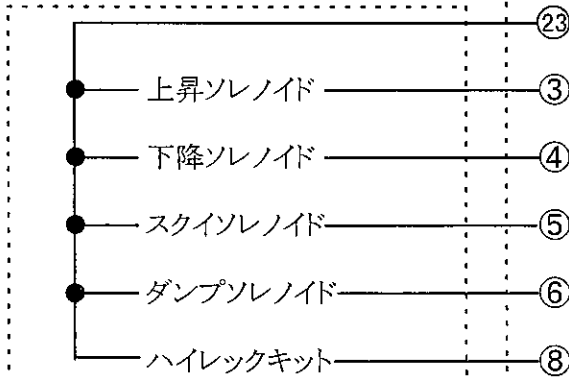 ㉓
上昇ソレノイド ③
下降ソレノイド ④
スクイソレノイド ⑤
ダンプソレノイド ⑥
ハイレックキット ⑧